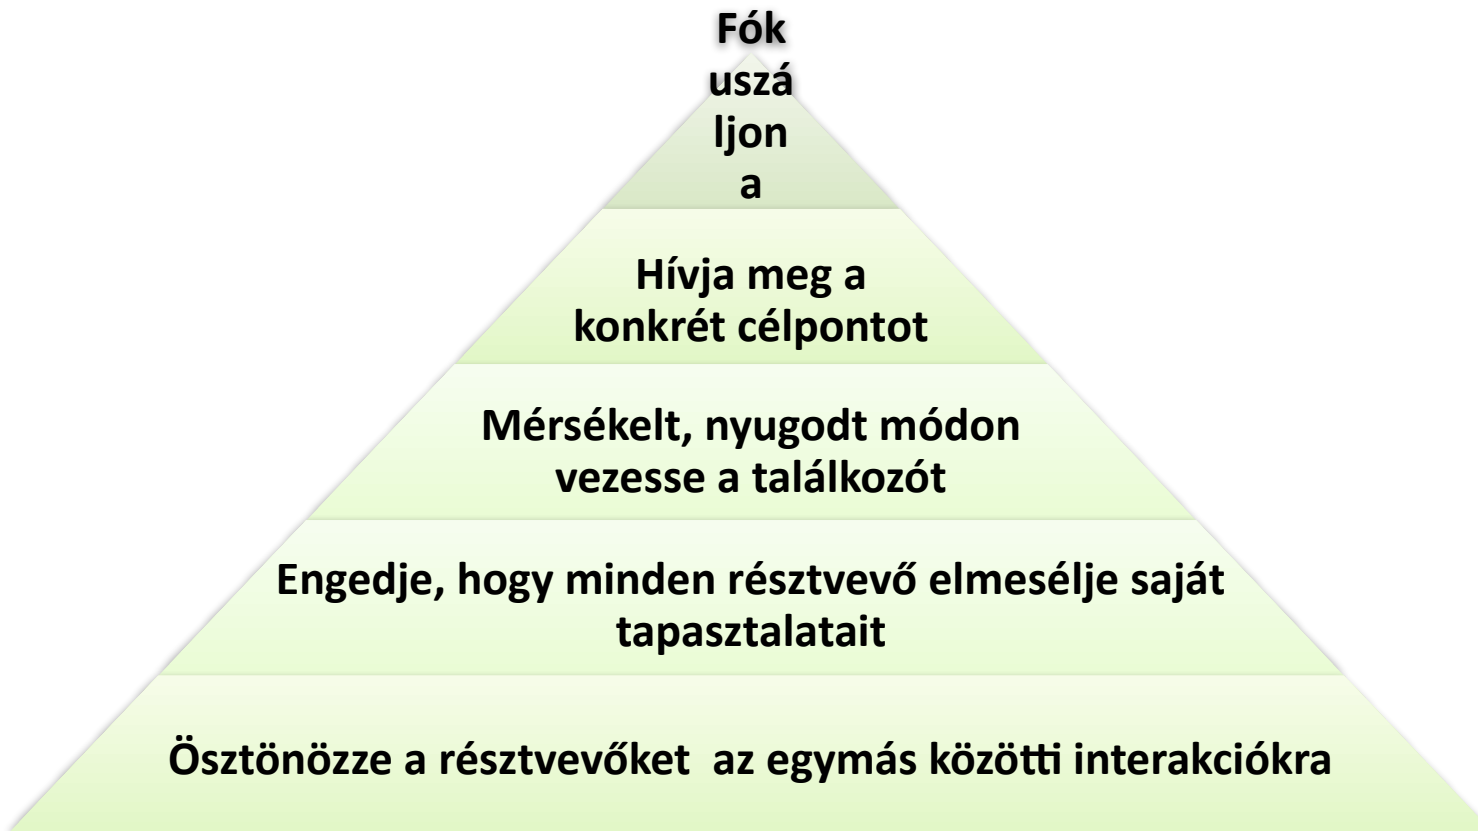 Fók
uszá
ljon
a
Hívja meg a
konkrét célpontot
Mérsékelt, nyugodt módon
vezesse a találkozót
Engedje, hogy minden résztvevő elmesélje saját
tapasztalatait
Ösztönözze a résztvevőket  az egymás közötti interakciókra